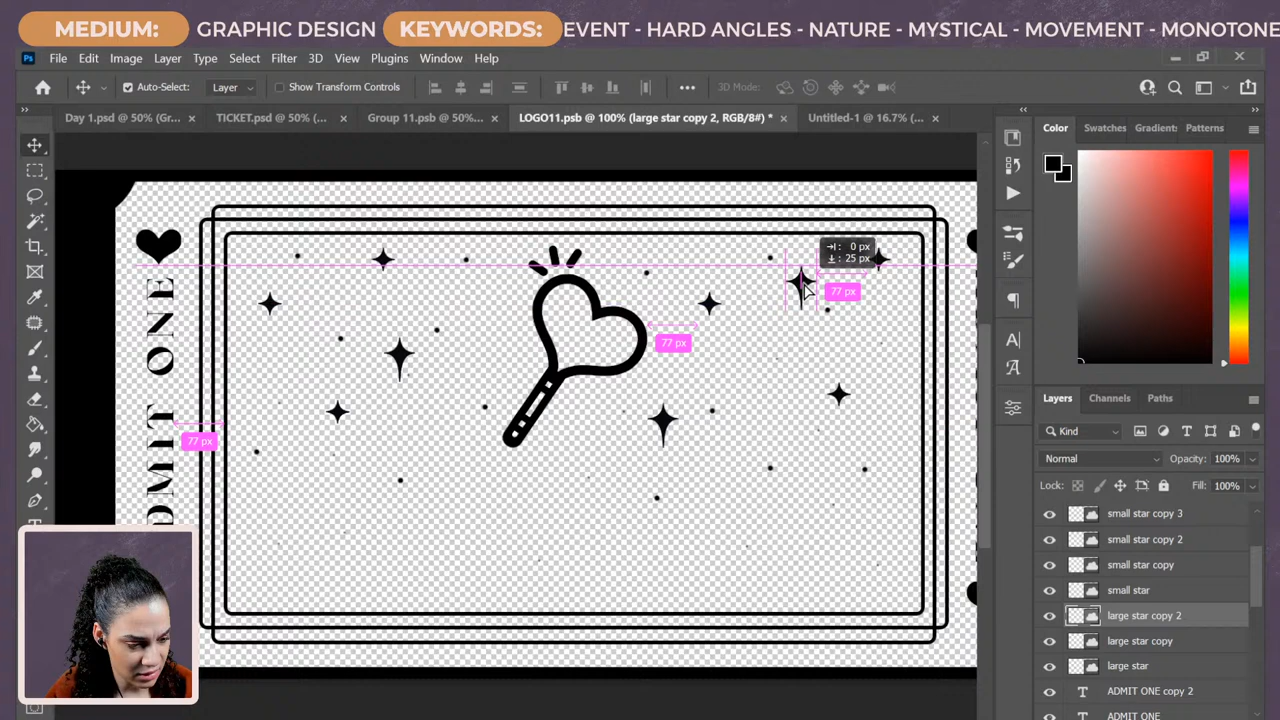 MEDIUM: GRAPHIC DESIGN KEYWORDS: EVENT - HARD ANGLES - NATURE - MYSTICAL - MOVEMENT - MONOTONE
Ps File Edit Image Layer Type Select Filter 3D View Plugins Window Help
Auto-Select: Layer Show Transform Controls 3D Mode:
Day 1.psd @ 50% (Gr... TICKET.psd @ 50% (... Group 11.psb @ 50%... LOGO11.psb @ 100% (large star copy 2, RGB/8#) * Untitled-1 @ 16.7% (...
Color Swatches Gradients Patterns
0 px
25 px
77 px
77 px
77 px
ADMIT ONE
Layers Channels Paths
Kind
Normal Opacity: 100%
Lock: Fill: 100%
small star copy 3
small star copy 2
small star copy
small star
large star copy 2
large star copy
large star
T ADMIT ONE copy 2
T ADMIT ONE